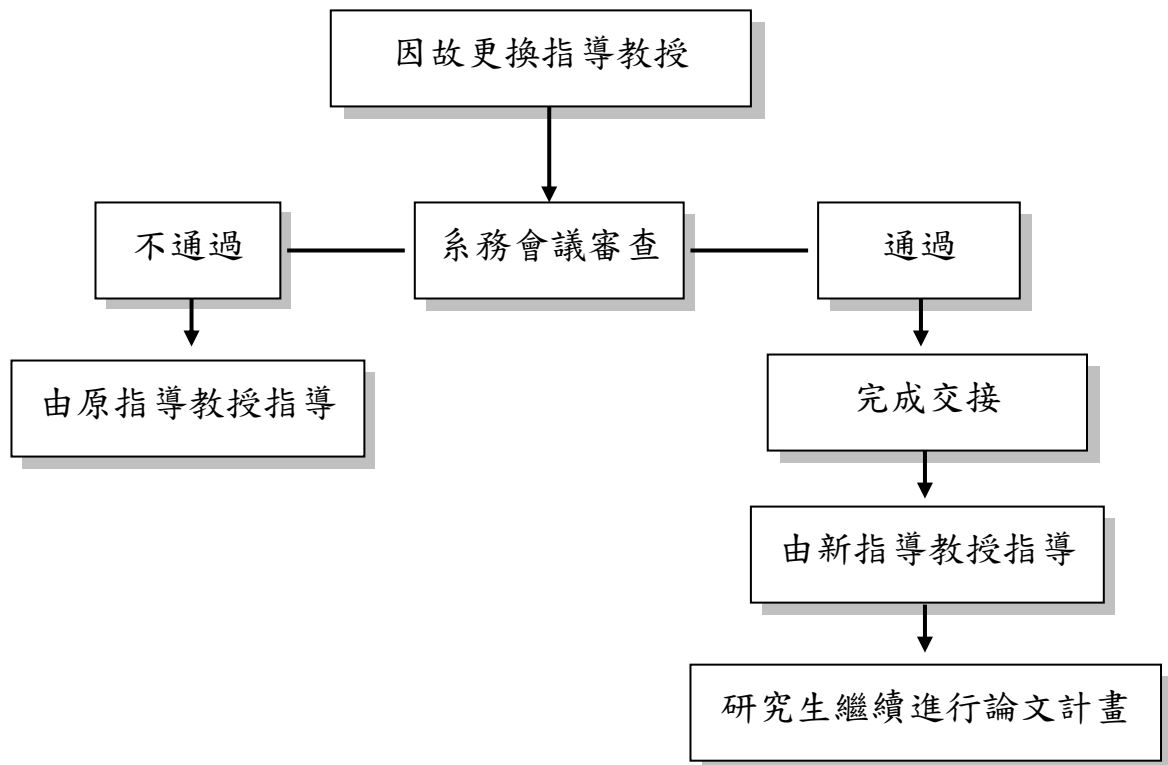 因故更換指導教授
不通過
系務會議審查
通過
由原指導教授指導
完成交接
由新指導教授指導
研究生繼續進行論文計畫